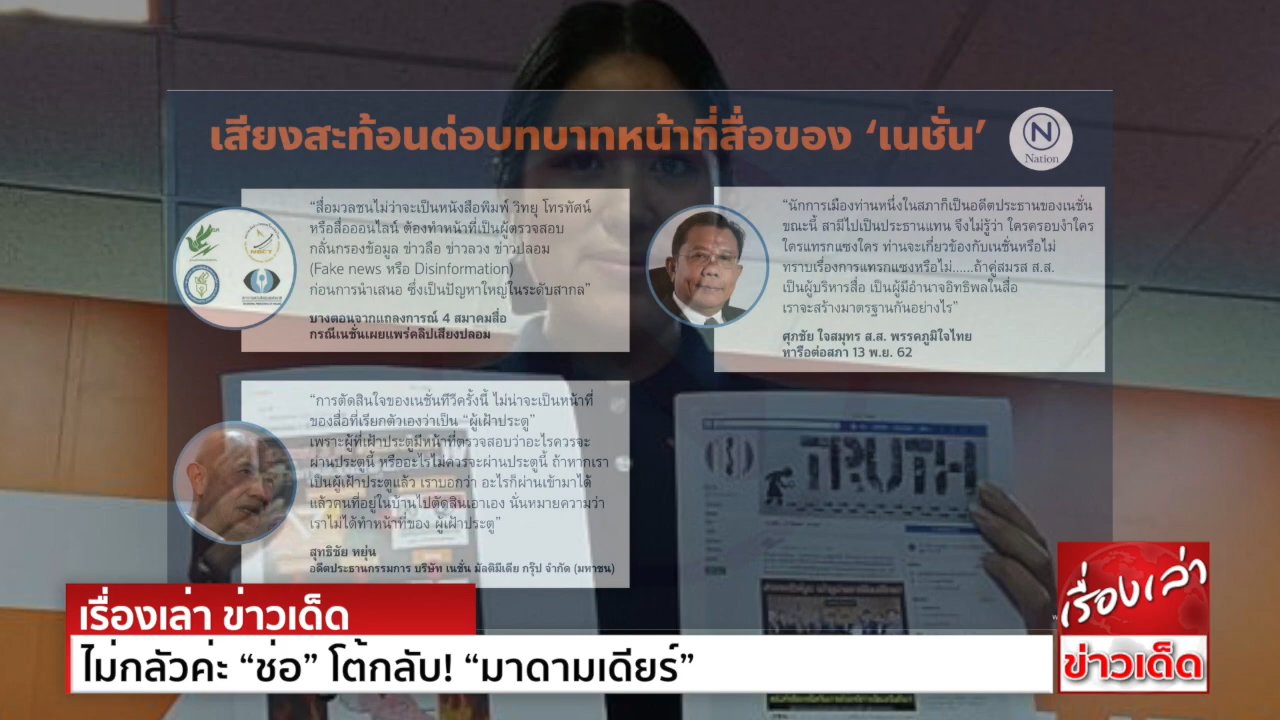 เสียงสะท้อนต่อบทบาทหน้าที่สื่อของ ‘เนชั่น’
N
Nation
“สื่อมวลชนไม่ว่าจะเป็นหนังสือพิมพ์ วิทยุ โทรทัศน์
หรือสื่อออนไลน์ ต้องทำหน้าที่เป็นผู้ตรวจสอบ
กลั่นกรองข้อมูล ข่าวลือ ข่าวลวง ข่าวปลอม
(Fake news หรือ Disinformation)
ก่อนการนำเสนอ ซึ่งเป็นปัญหาใหญ่ในระดับสากล”
บางตอนจากแถลงการณ์ 4 สมาคมสื่อ
กรณีเนชั่นเผยแพร่คลิปเสียงปลอม
“นักการเมืองท่านหนึ่งในสภาก็เป็นอดีตประธานของเนชั่น
ขณะนี้ สามีไปเป็นประธานแทน จึงไม่รู้ว่า ใครครอบงำใคร
ใครแทรกแซงใคร ท่านจะเกี่ยวข้องกับเนชั่นหรือไม่
ทราบเรื่องการแทรกแซงหรือไม่......ถ้าคู่สมรส ส.ส.
เป็นผู้บริหารสื่อ เป็นผู้มีอำนาจอิทธิพลในสื่อ
เราจะสร้างมาตรฐานกันอย่างไร”
ศุภชัย ใจสมุทร ส.ส. พรรคภูมิใจไทย
หารือต่อสภา 13 พ.ย. 62
“การตัดสินใจของเนชั่นทีวีครั้งนี้ ไม่น่าจะเป็นหน้าที่
ของสื่อที่เรียกตัวเองว่าเป็น “ผู้เฝ้าประตู”
เพราะผู้ที่เฝ้าประตูมีหน้าที่ตรวจสอบว่าอะไรควรจะ
ผ่านประตูนี้ หรืออะไรไม่ควรจะผ่านประตูนี้ ถ้าหากเรา
เป็นผู้เฝ้าประตูแล้ว เราบอกว่า อะไรก็ผ่านเข้ามาได้
แล้วคนที่อยู่ในบ้านไปตัดสินเอาเอง นั่นหมายความว่า
เราไม่ได้ทำหน้าที่ของ ผู้เฝ้าประตู”
สุทธิชัย หยุ่น
อดีตประธานกรรมการ บริษัท เนชั่น มัลติมีเดีย กรุ๊ป จำกัด (มหาชน)
TRUTH
เรื่องเล่า ข่าวเด็ด
ไม่กลัวค่ะ “ช่อ” โต้กลับ! “มาดามเดียร์”
เรื่องเล่า
ข่าวเด็ด